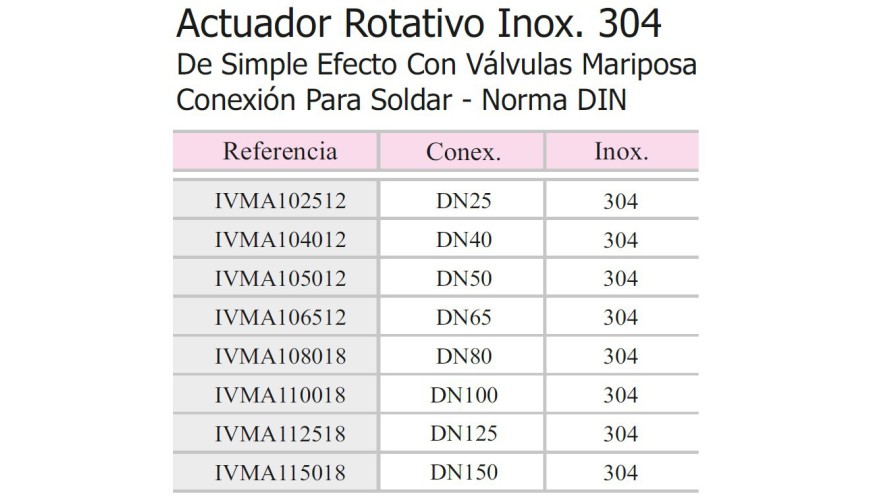 Actuador Rotativo Inox. 304
De Simple Efecto Con Válvulas Mariposa
Conexión Para Soldar - Norma DIN
Referencia Conex. Inox.
IVMA102512 DN25 304
IVMA104012 DN40 304
IVMA105012 DN50 304
IVMA106512 DN65 304
IVMA108018 DN80 304
IVMA110018 DN100 304
IVMA112518 DN125 304
IVMA115018 DN150 304